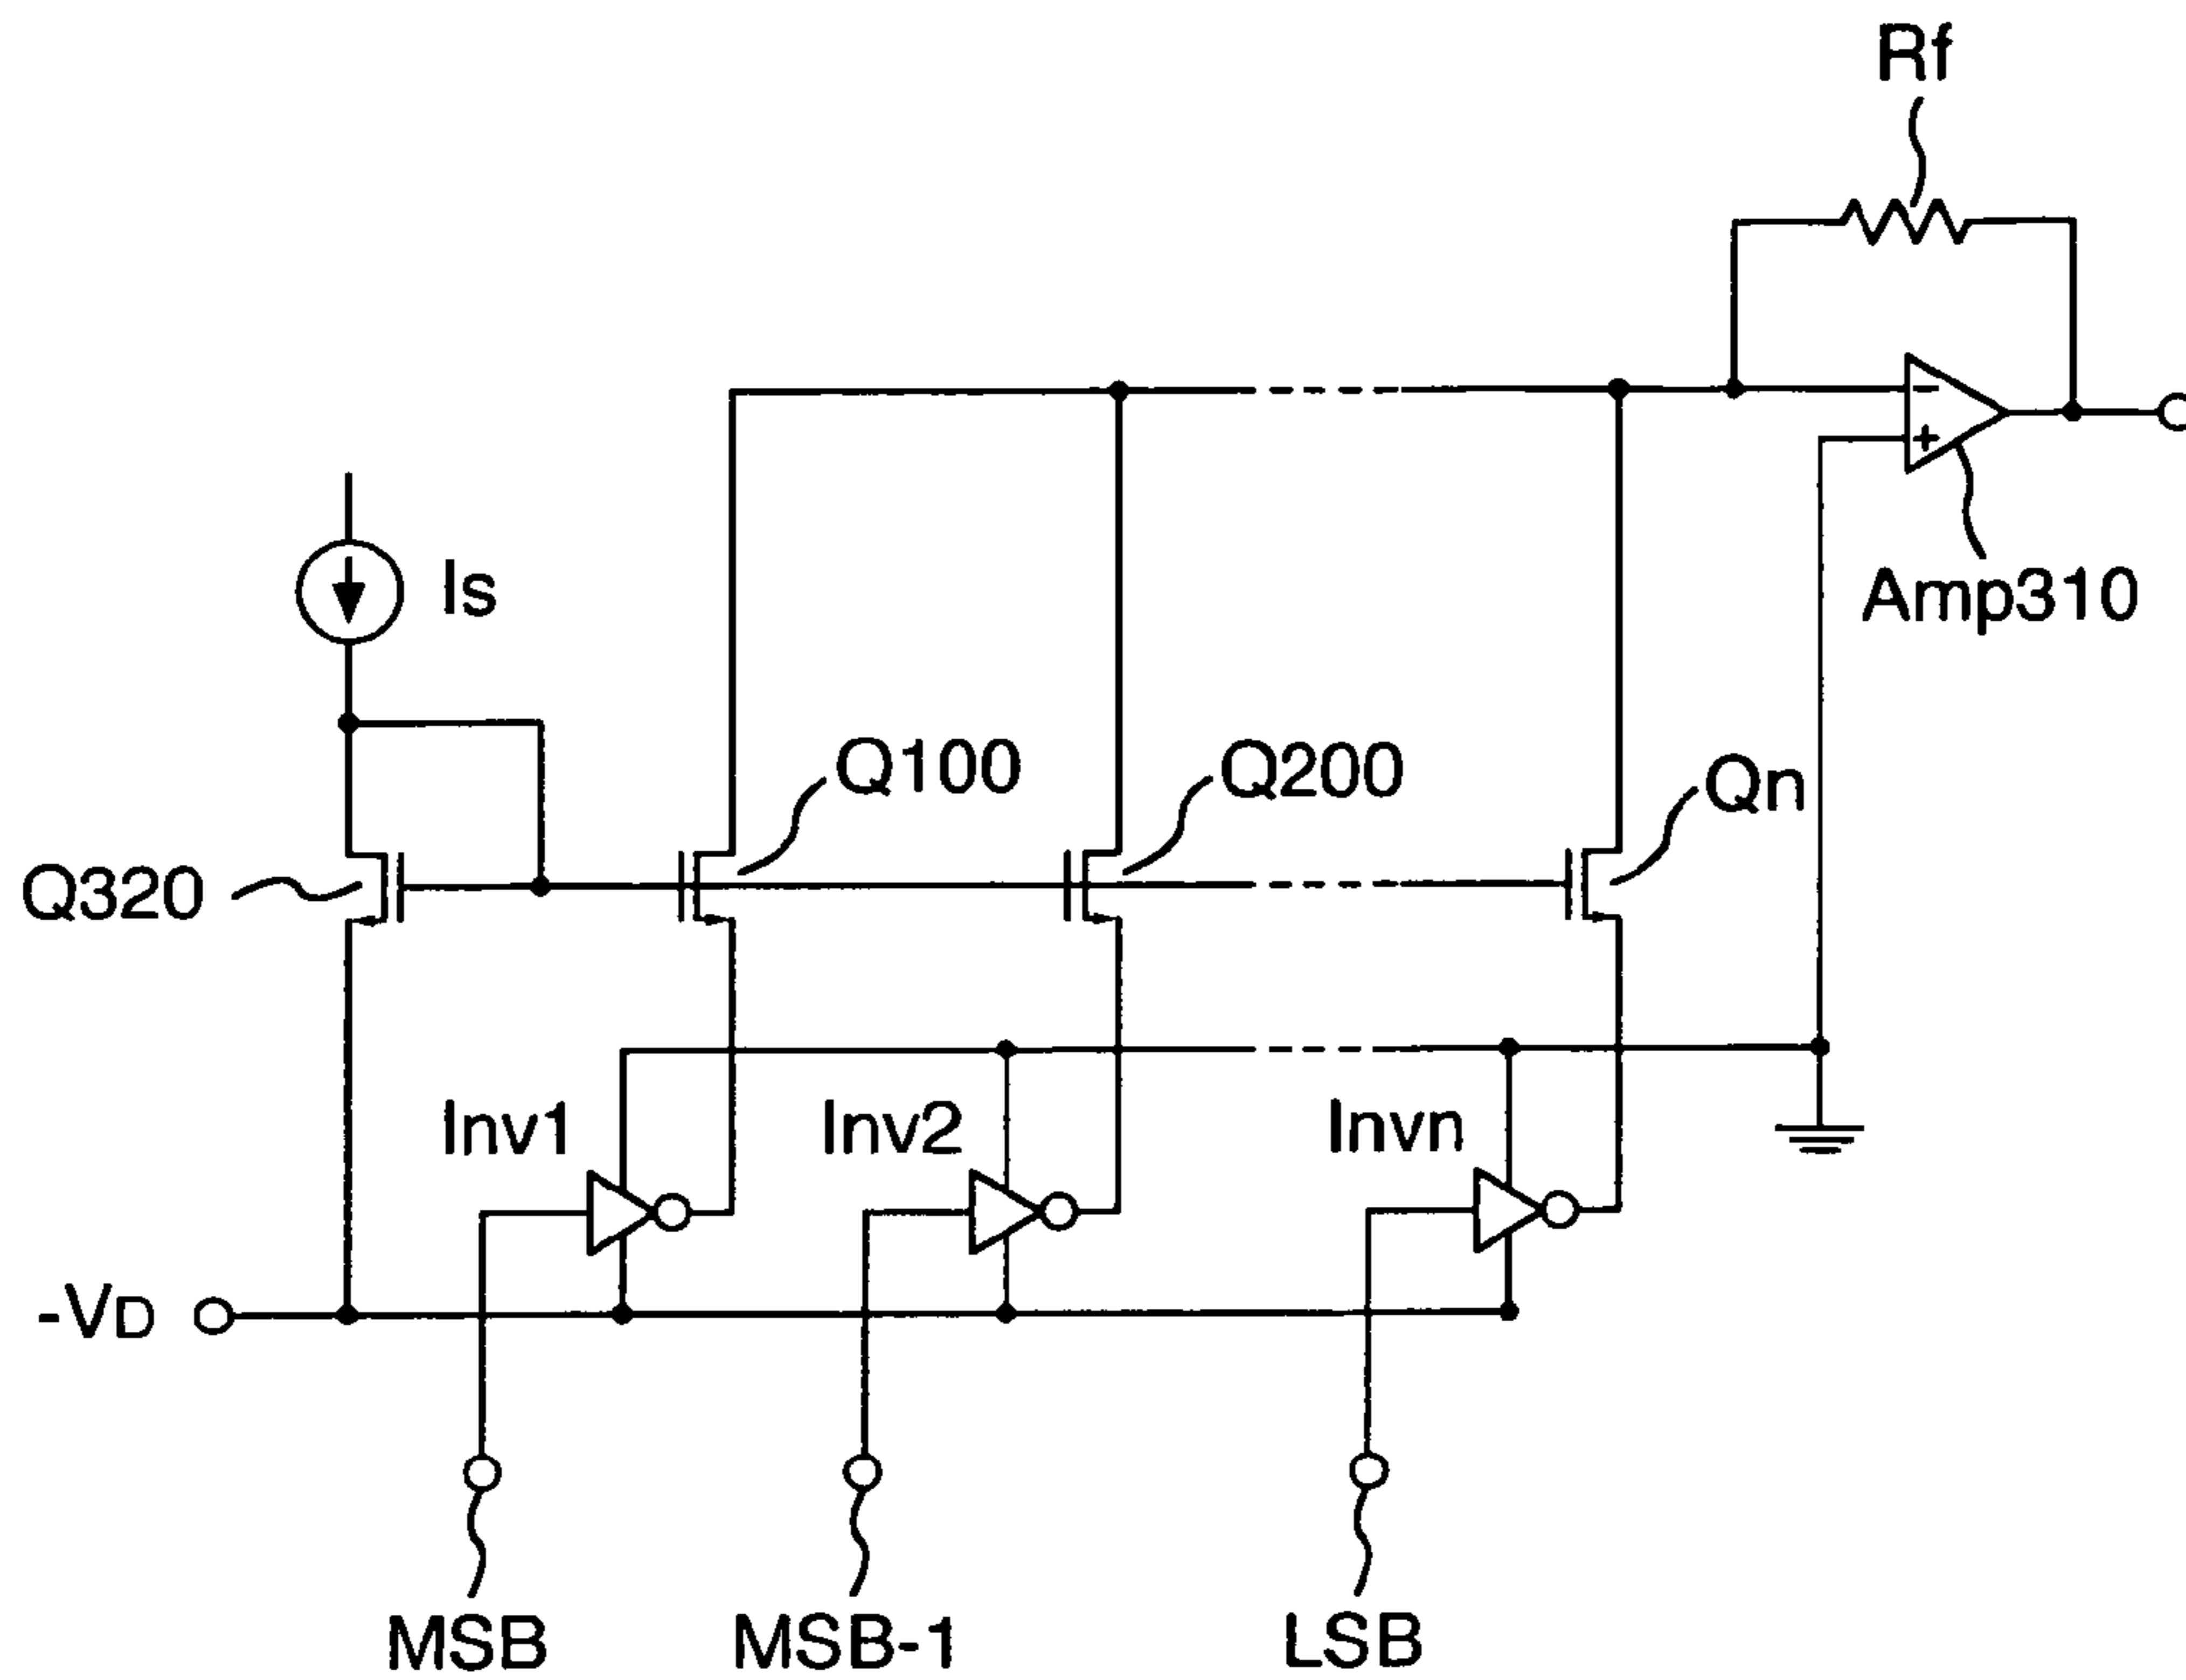 Rf
Is
Amp310
Q100
Q200
Qn
Q320
Inv1
Inv2
Invn
-VD
MSB
MSB-1
LSB